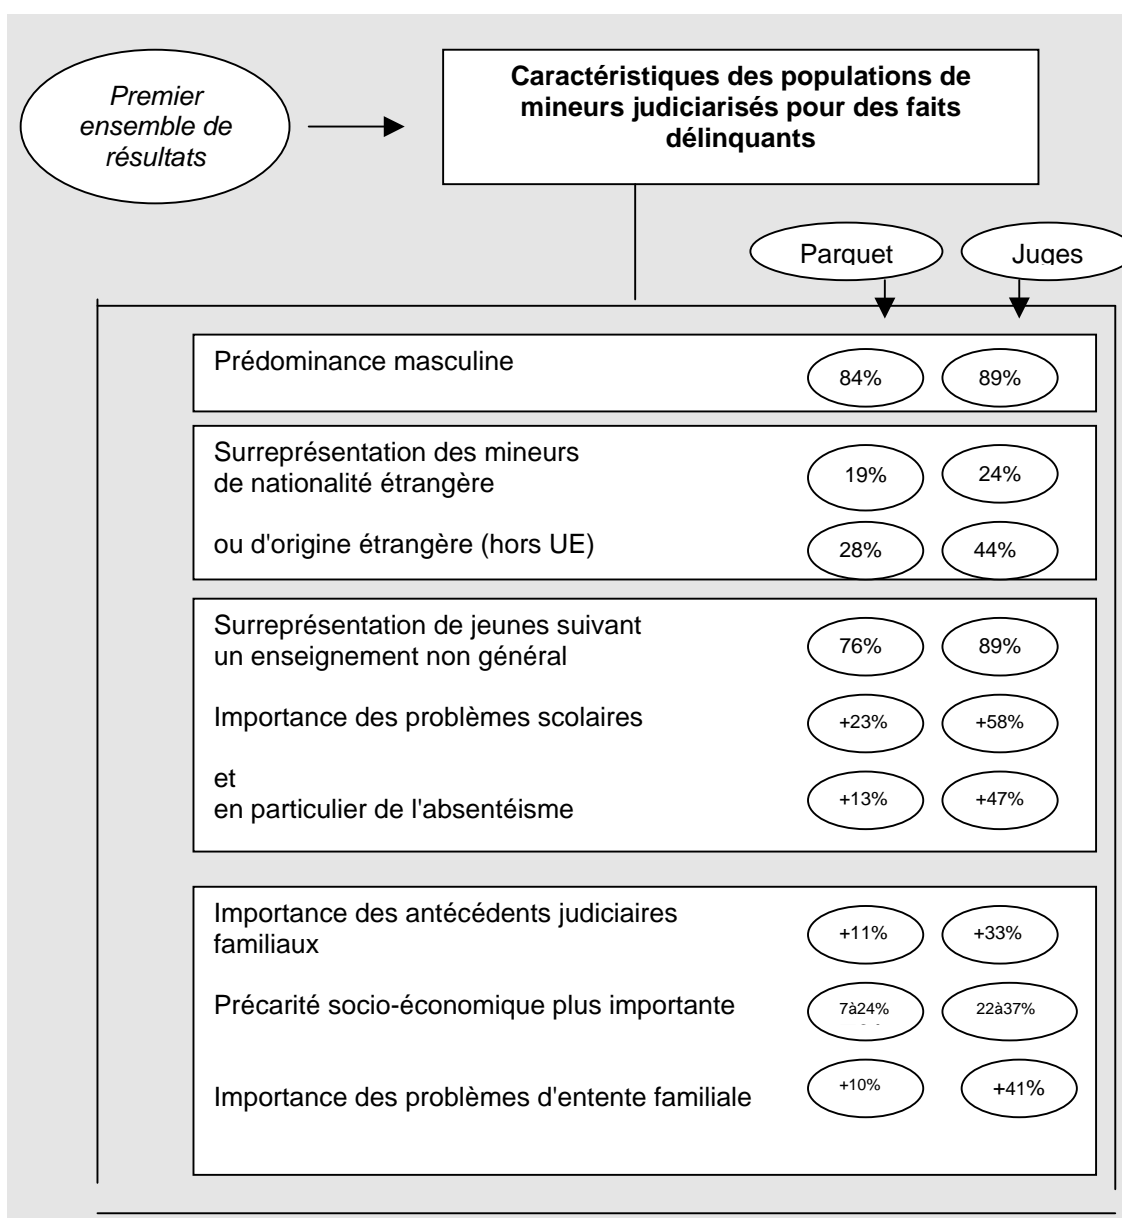 Premier
ensemble de
résultats
Caractéristiques des populations de
mineurs judiciarisés pour des faits
délinquants
Parquet
Juges
Prédominance masculine
84%
89%
Surreprésentation des mineurs
de nationalité étrangère
19%
24%
ou d'origine étrangère (hors UE)
28%
44%
Surreprésentation de jeunes suivant
un enseignement non général
76%
89%
Importance des problèmes scolaires
+23%
+58%
et
en particulier de l'absentéisme
+13%
+47%
Importance des antécédents judiciaires
familiaux
+11%
+33%
Précarité socio-économique plus importante
7à24%
22à37%
Importance des problèmes d'entente familiale
+10%
+41%